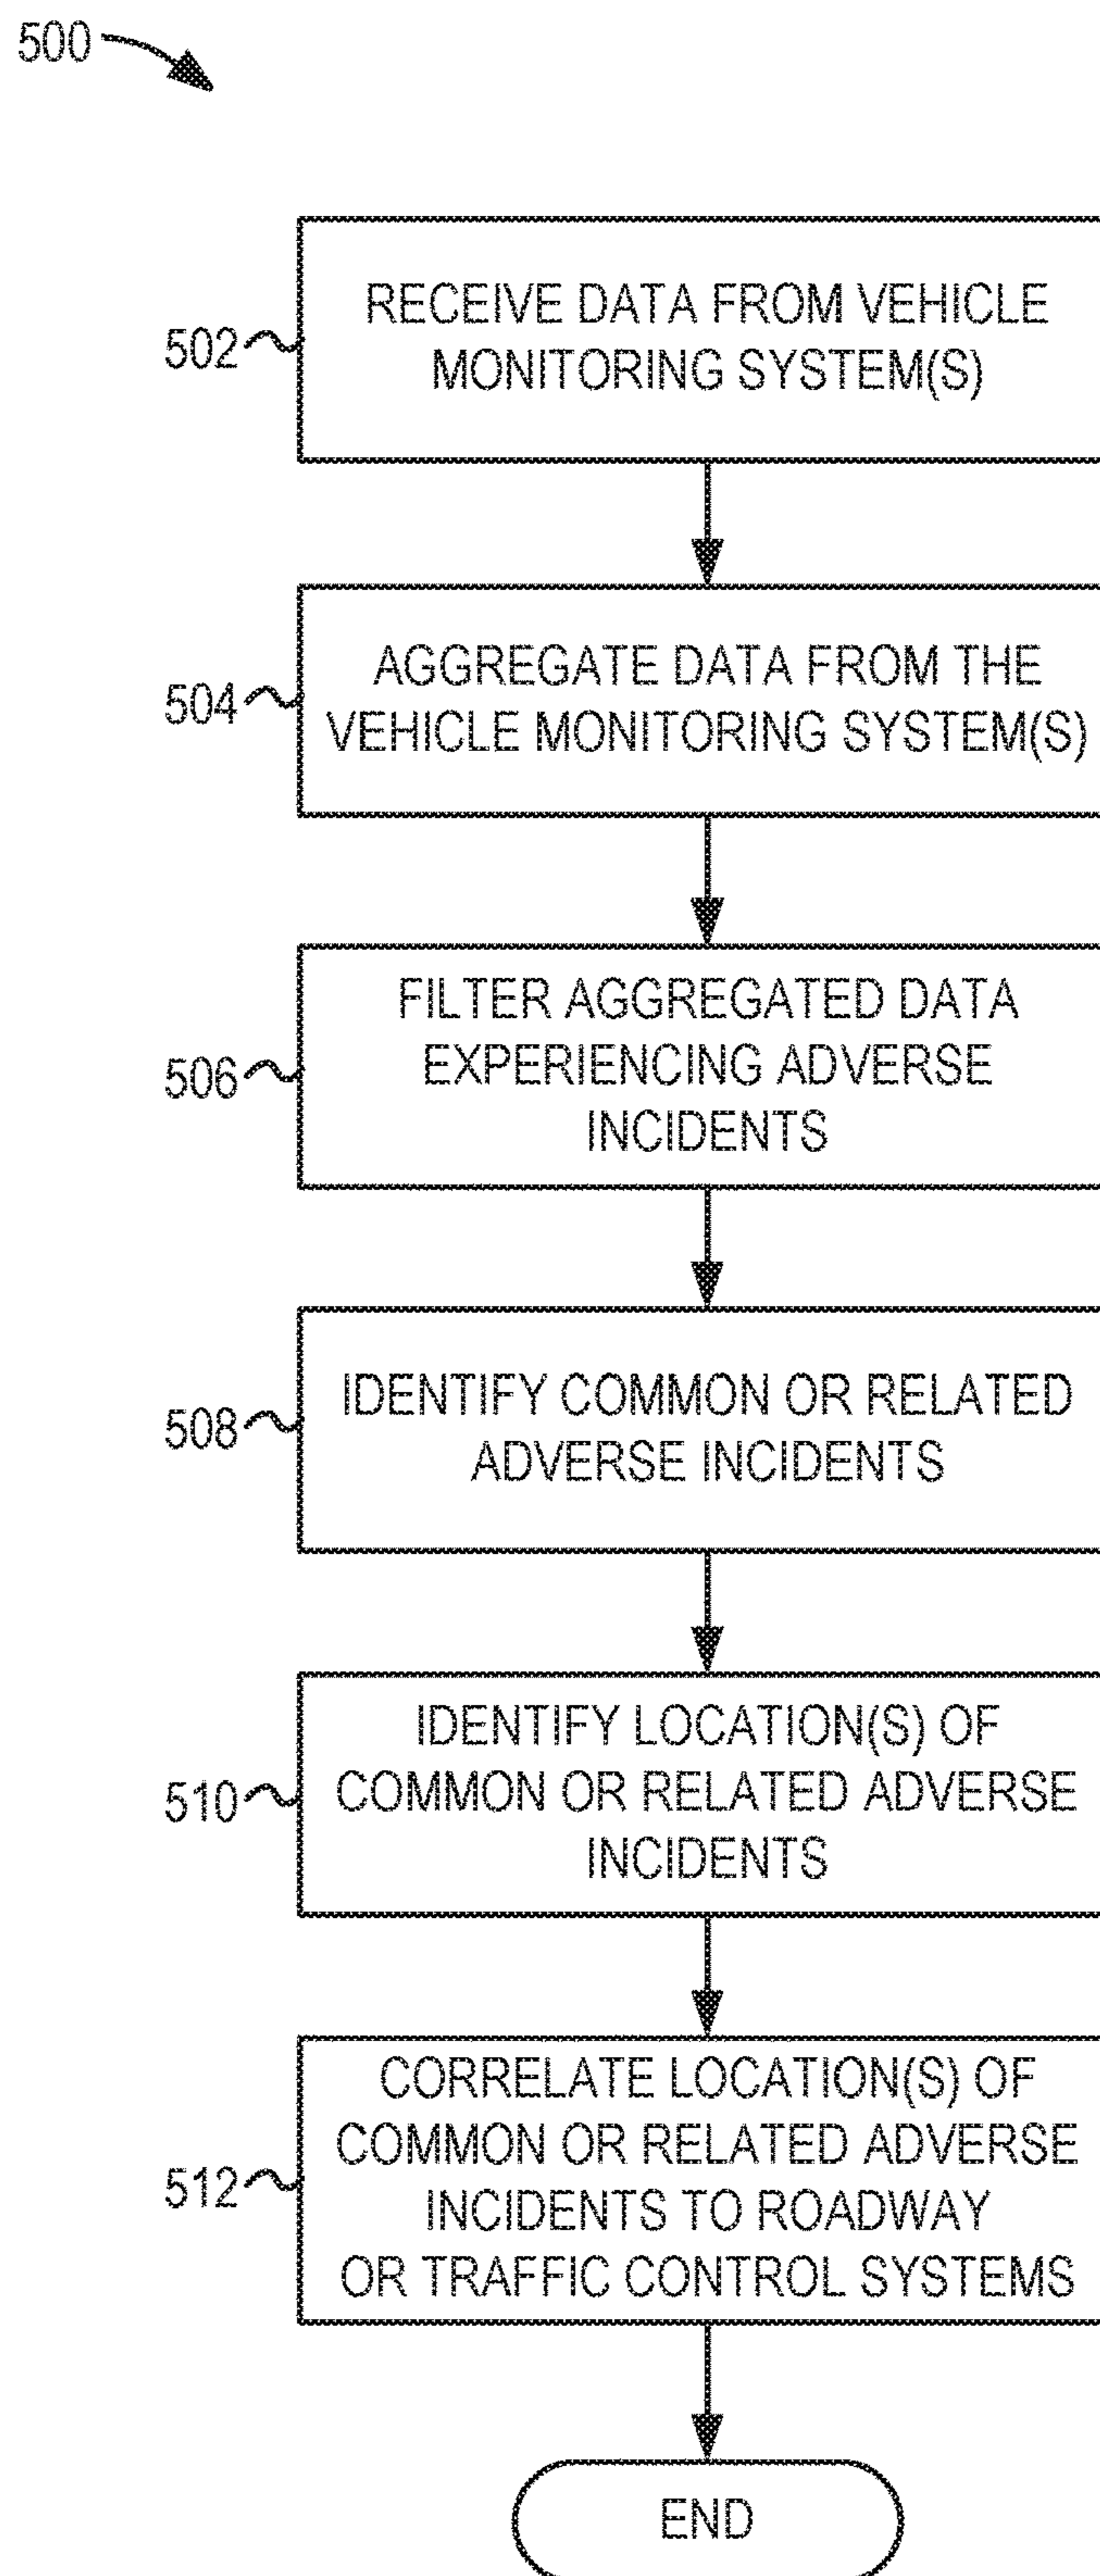 500
502
RECEIVE DATA FROM VEHICLE
MONITORING SYSTEM(S)
504
AGGREGATE DATA FROM THE
VEHICLE MONITORING SYSTEM(S)
506
FILTER AGGREGATED DATA
EXPERIENCING ADVERSE
INCIDENTS
508
IDENTIFY COMMON OR RELATED
ADVERSE INCIDENTS
510
IDENTIFY LOCATION(S) OF
COMMON OR RELATED ADVERSE
INCIDENTS
512
CORRELATE LOCATION(S) OF
COMMON OR RELATED ADVERSE
INCIDENTS TO ROADWAY
OR TRAFFIC CONTROL SYSTEMS
END